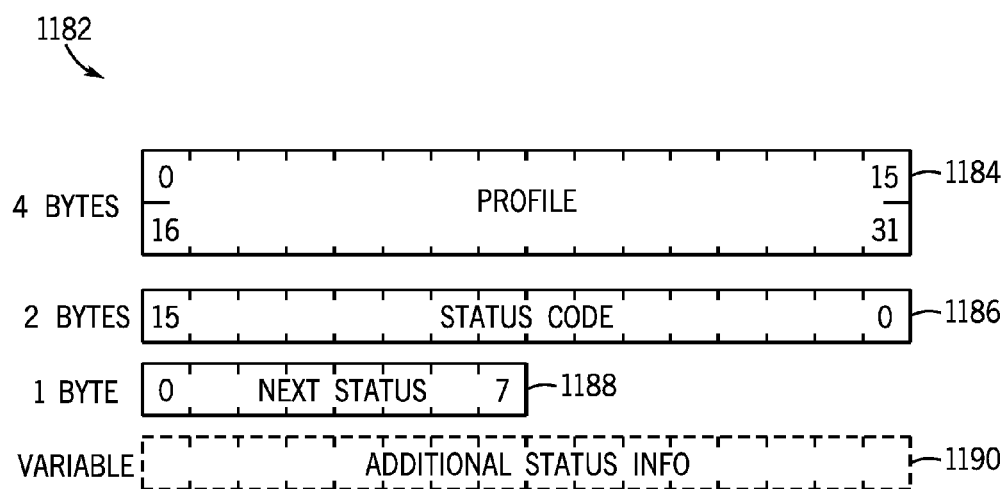 1182
0 15 1184
4 BYTES PROFILE
16 31
2 BYTES 15 STATUS CODE 0 1186
1 BYTE 0 NEXT STATUS 7 1188
VARIABLE ADDITIONAL STATUS INFO 1190